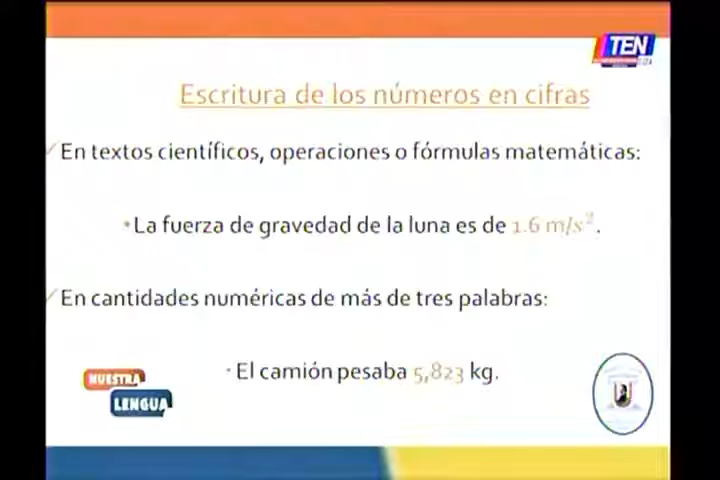 TEN
Escritura de los números en cifras
En textos científicos, operaciones o fórmulas matemáticas:
La fuerza de gravedad de la luna es de 1.6 m/s².
En cantidades numéricas de más de tres palabras:
El camión pesaba 5,823 kg.
NUESTRA
LENGUA